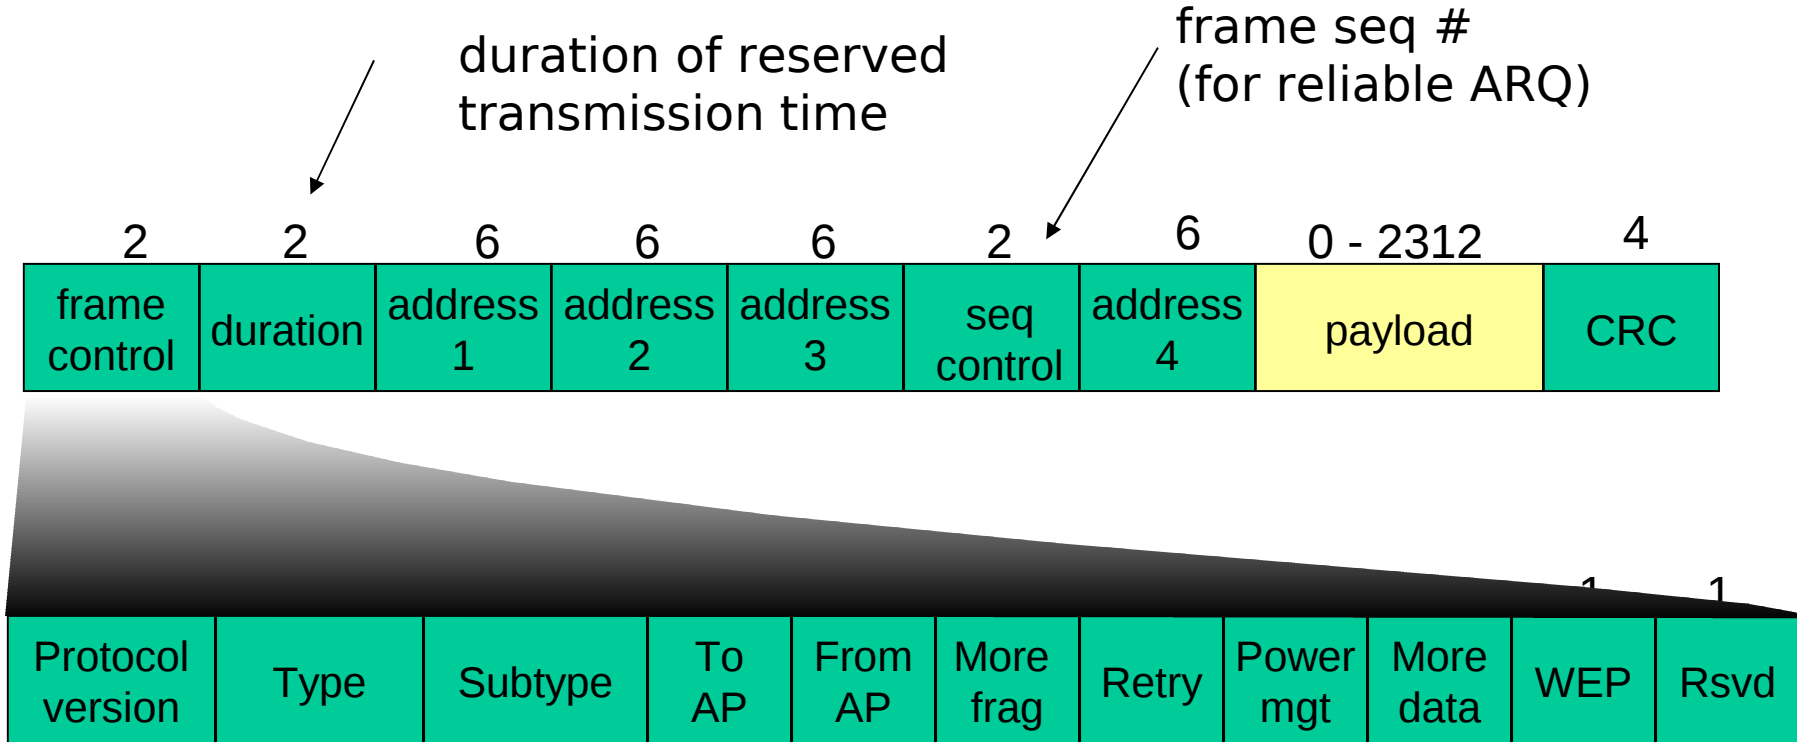 duration of reserved
transmission time
frame seq #
(for reliable ARQ)
2 2 6 6 6 2 6 0 - 2312 4
frame
control
duration
address
1
address
2
address
3
seq
control
address
4
payload
CRC
1 1
Protocol
version
Type
Subtype
To
AP
From
AP
More
frag
Retry
Power
mgt
More
data
WEP
Rsvd